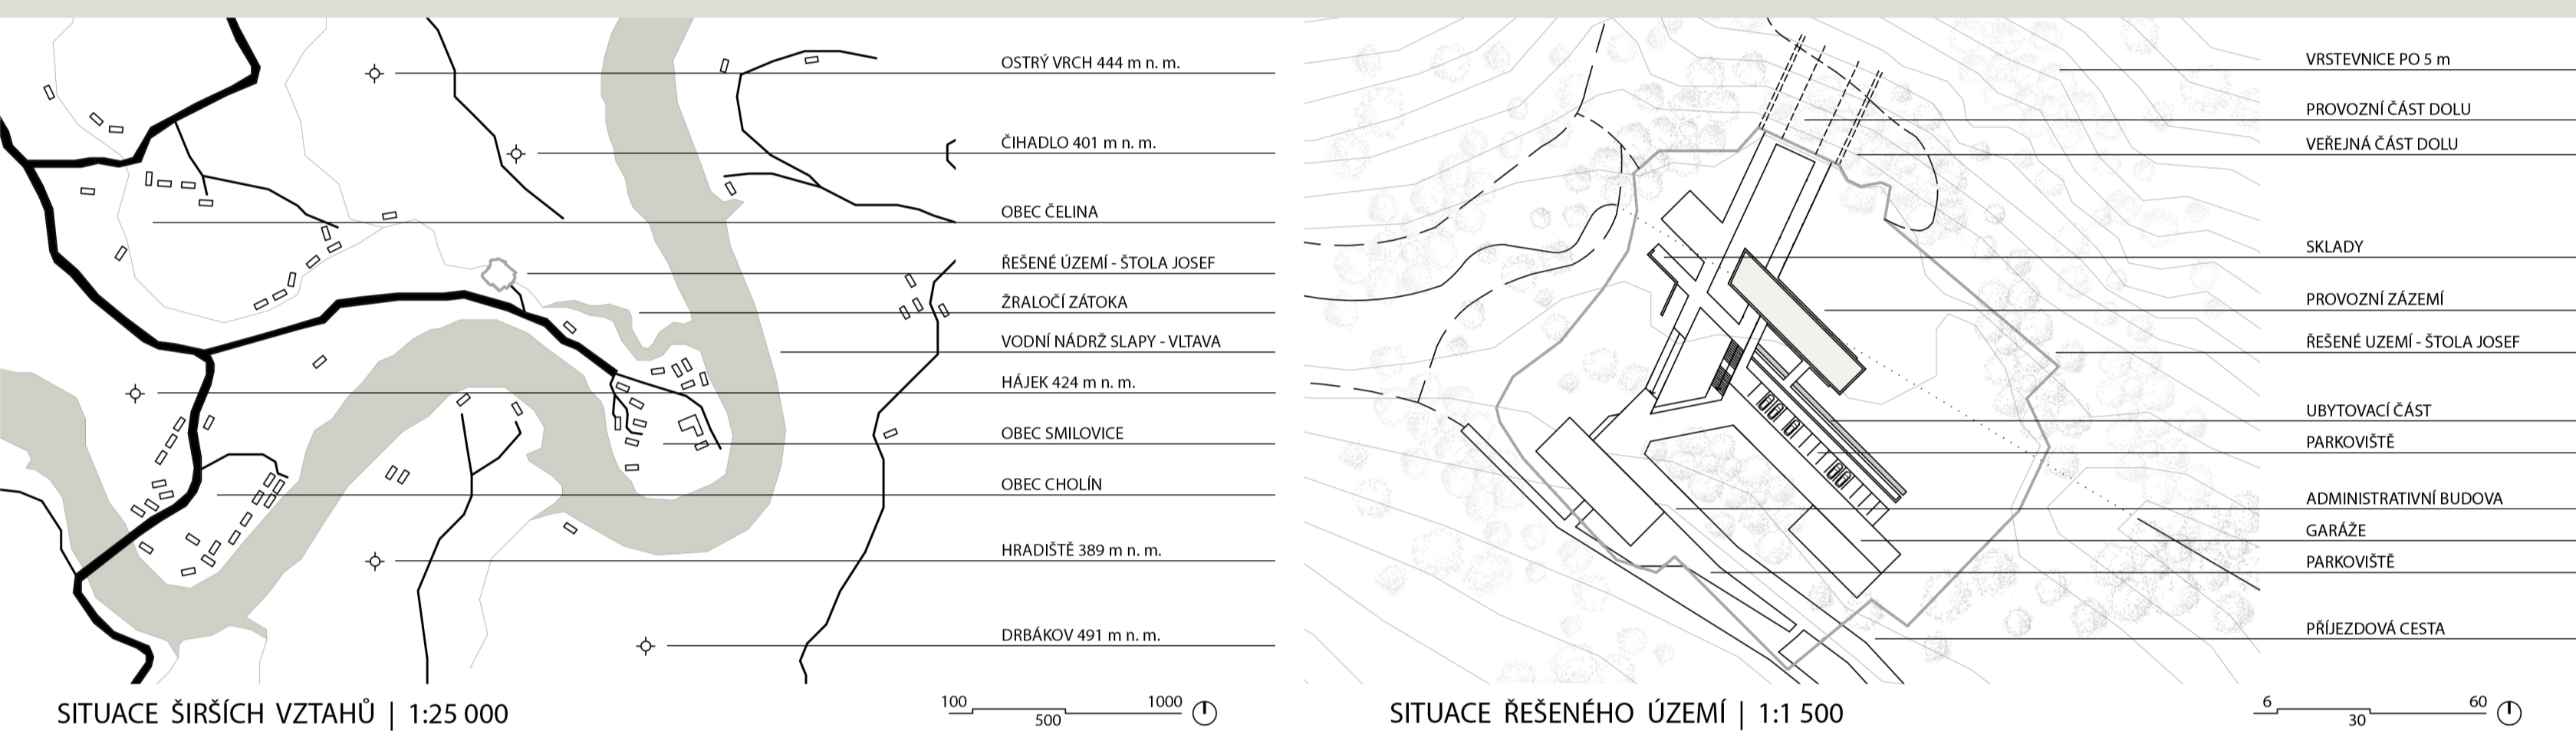 OSTRÝ VRCH 444 m n. m.
ČIHADLO 401 m n. m.
OBEC ČELINA
ŘEŠENÉ ÚZEMÍ - ŠTOLA JOSEF
ŽRALOČÍ ZÁTOKA
VODNÍ NÁDRŽ SLAPY - VLTAVA
HÁJEK 424 m n. m.
OBEC SMILOVICE
OBEC CHOLÍN
HRADIŠTĚ 389 m n. m.
DRBÁKOV 491 m n. m.
SITUACE ŠIRŠÍCH VZTAHŮ | 1:25 000
100 1000
500
VRSTEVNICE PO 5 m
PROVOZNÍ ČÁST DOLU
VEŘEJNÁ ČÁST DOLU
SKLADY
PROVOZNÍ ZÁZEMÍ
ŘEŠENÉ UZEMÍ - ŠTOLA JOSEF
UBYTOVACÍ ČÁST
PARKOVIŠTĚ
ADMINISTRATIVNÍ BUDOVA
GARÁŽE
PARKOVIŠTĚ
PŘÍJEZDOVÁ CESTA
SITUACE ŘEŠENÉHO ÚZEMÍ | 1:1 500
6 60
30